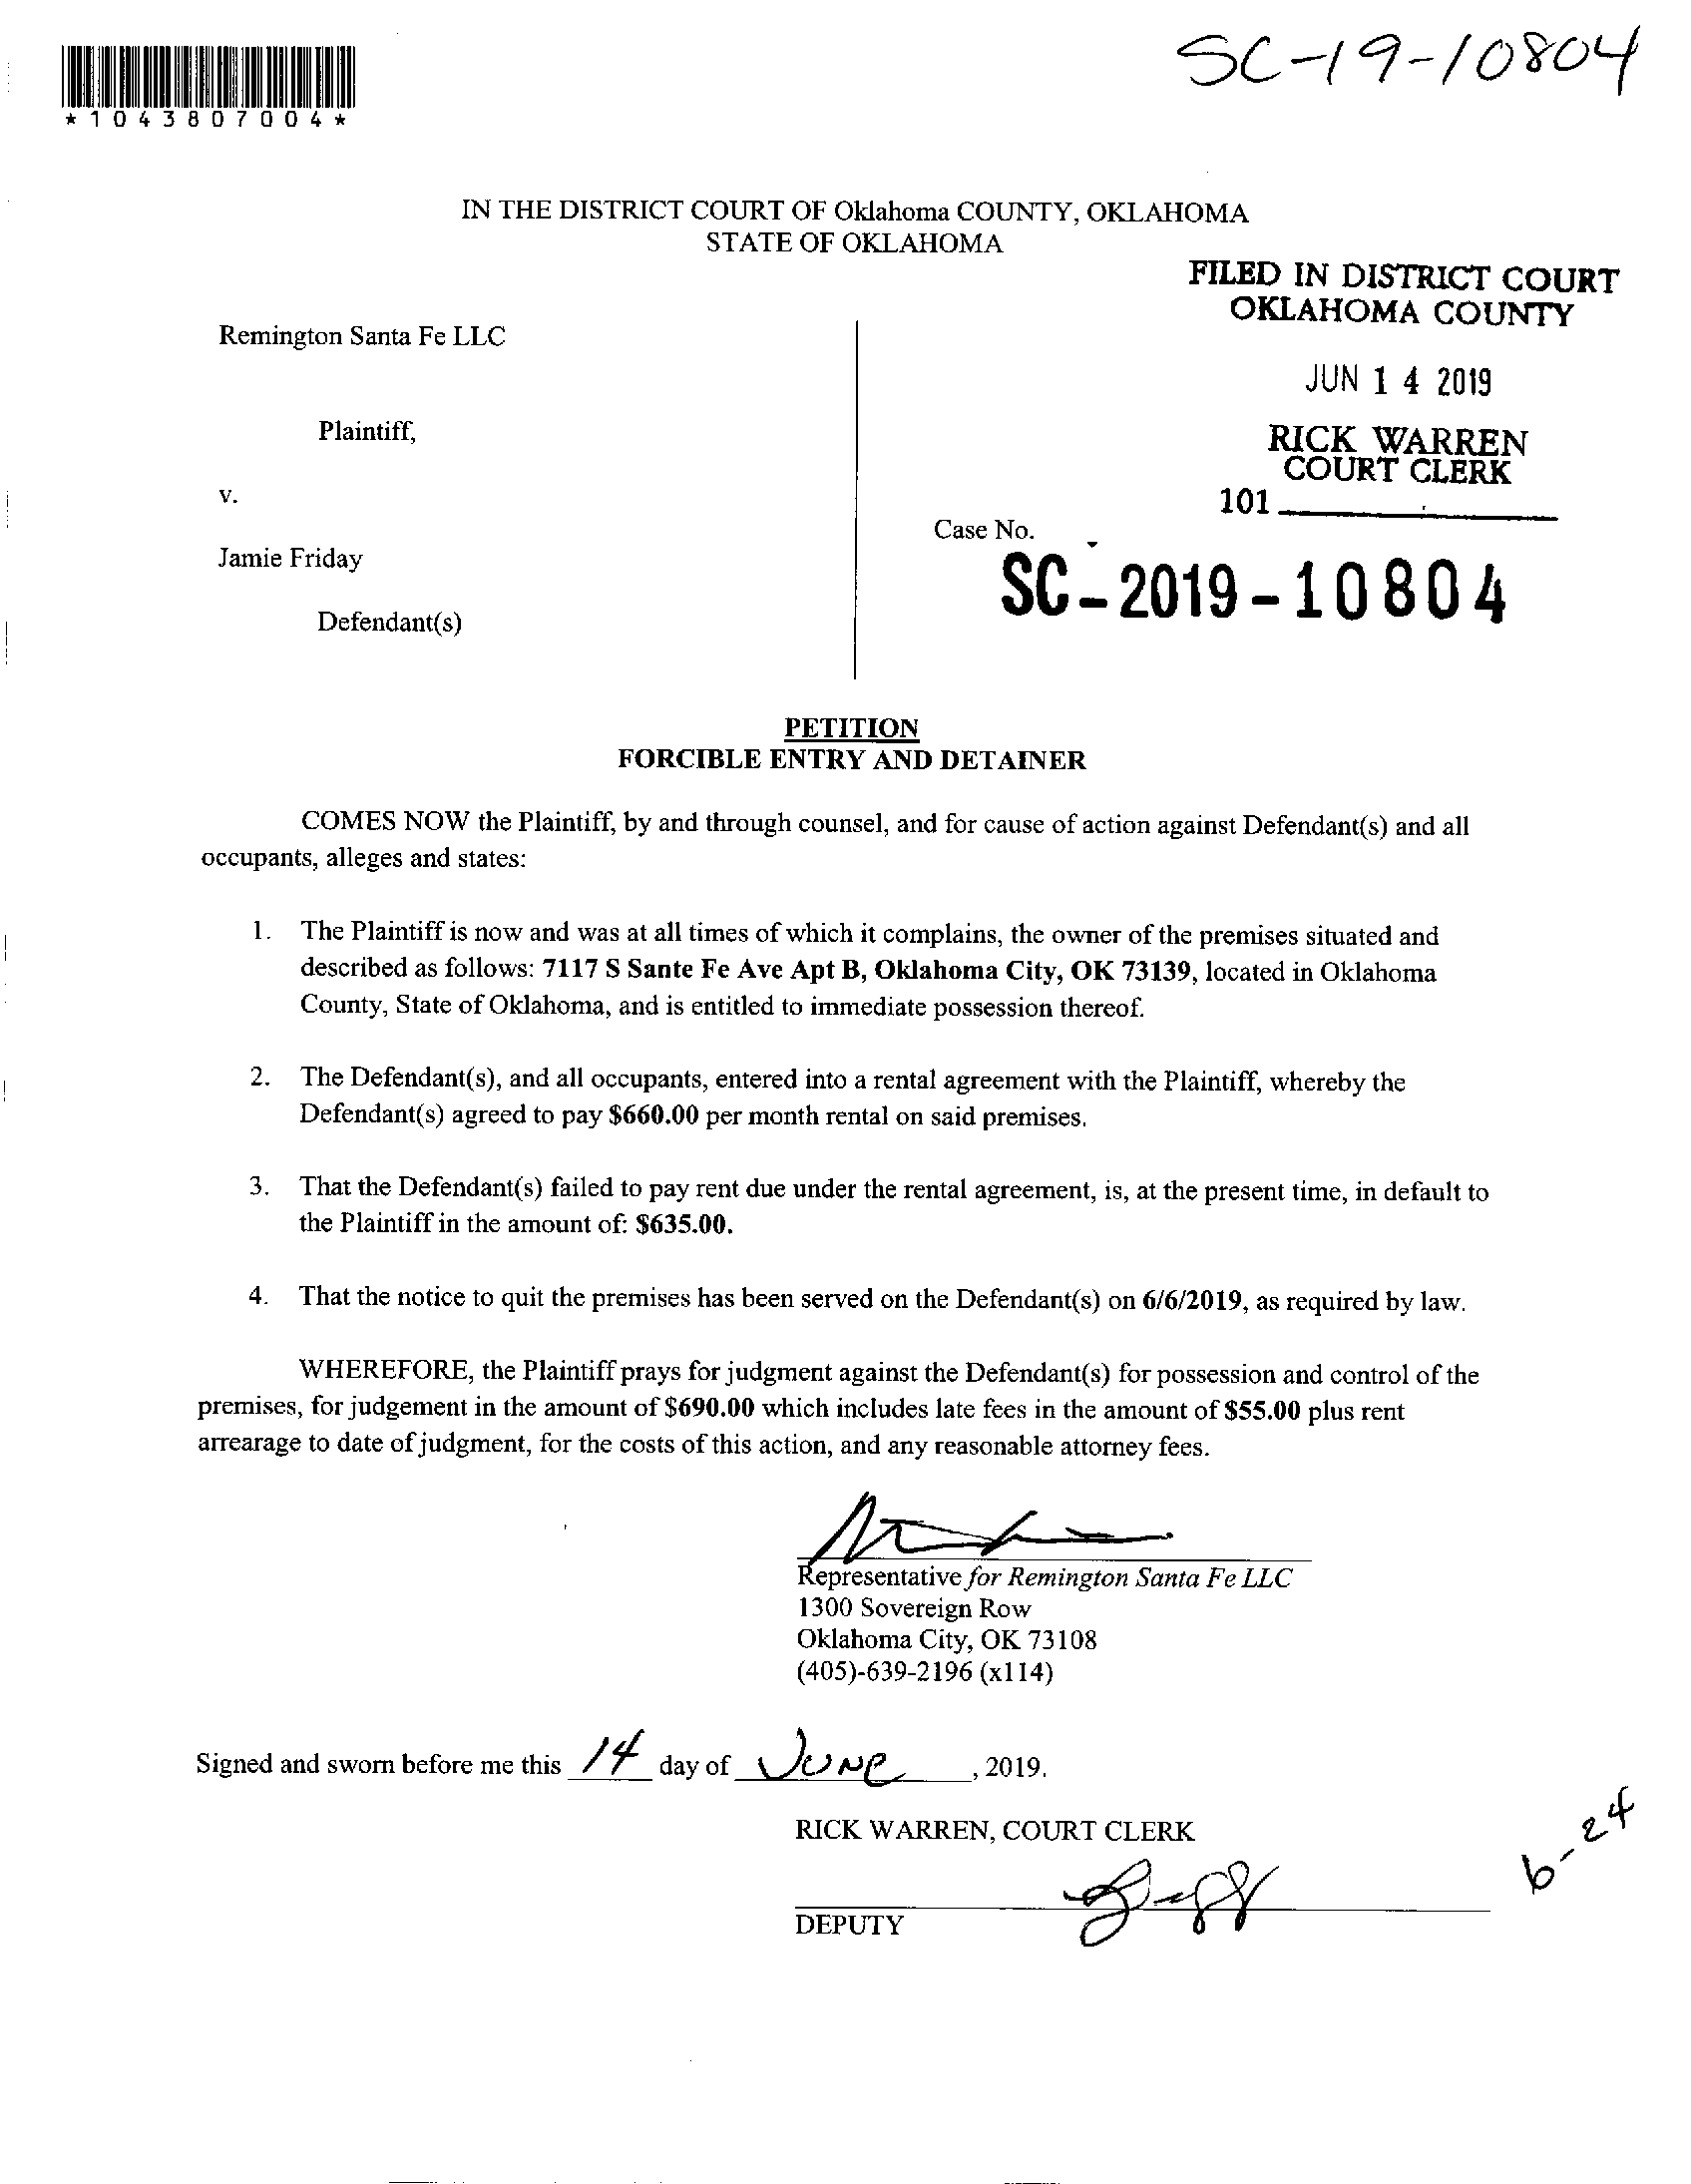 SC-19-10804
*1043807004*
IN THE DISTRICT COURT OF Oklahoma COUNTY, OKLAHOMA
STATE OF OKLAHOMA
FILED IN DISTRICT COURT
OKLAHOMA COUNTY
JUN 14 2019
RICK WARREN
COURT CLERK
101
Remington Santa Fe LLC
Plaintiff,
v.
Jamie Friday
Defendant(s)
Case No.
SC-2019-10804
PETITION
FORCIBLE ENTRY AND DETAINER
COMES NOW the Plaintiff, by and through counsel, and for cause of action against Defendant(s) and all
occupants, alleges and states:
1. The Plaintiff is now and was at all times of which it complains, the owner of the premises situated and
described as follows: 7117 S Sante Fe Ave Apt B, Oklahoma City, OK 73139, located in Oklahoma
County, State of Oklahoma, and is entitled to immediate possession thereof.
2. The Defendant(s), and all occupants, entered into a rental agreement with the Plaintiff, whereby the
Defendant(s) agreed to pay $660.00 per month rental on said premises.
3. That the Defendant(s) failed to pay rent due under the rental agreement, is, at the present time, in default to
the Plaintiff in the amount of: $635.00.
4. That the notice to quit the premises has been served on the Defendant(s) on 6/6/2019, as required by law.
WHEREFORE, the Plaintiff prays for judgment against the Defendant(s) for possession and control of the
premises, for judgement in the amount of $690.00 which includes late fees in the amount of $55.00 plus rent
arrearage to date of judgment, for the costs of this action, and any reasonable attorney fees.
Representative for Remington Santa Fe LLC
1300 Sovereign Row
Oklahoma City, OK 73108
(405)-639-2196 (x114)
Signed and sworn before me this 14 day of June, 2019.
RICK WARREN, COURT CLERK
6-24
DEPUTY